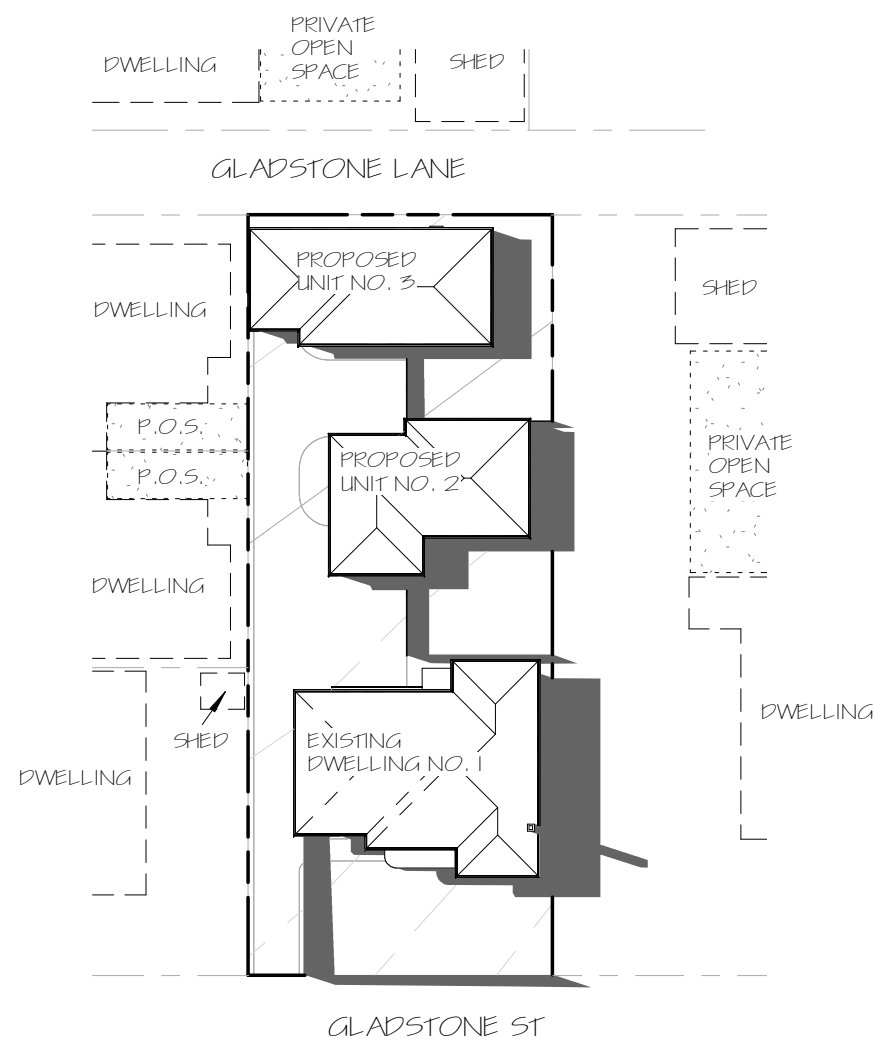 PRIVATE
OPEN
SPACE
DWELLING
SHED
GLADSTONE LANE
PROPOSED
UNIT NO. 3
DWELLING
SHED
P.O.S.
P.O.S.
PROPOSED
UNIT NO. 2
PRIVATE
OPEN
SPACE
DWELLING
SHED
EXISTING
DWELLING NO. 1
DWELLING
DWELLING
GLADSTONE ST